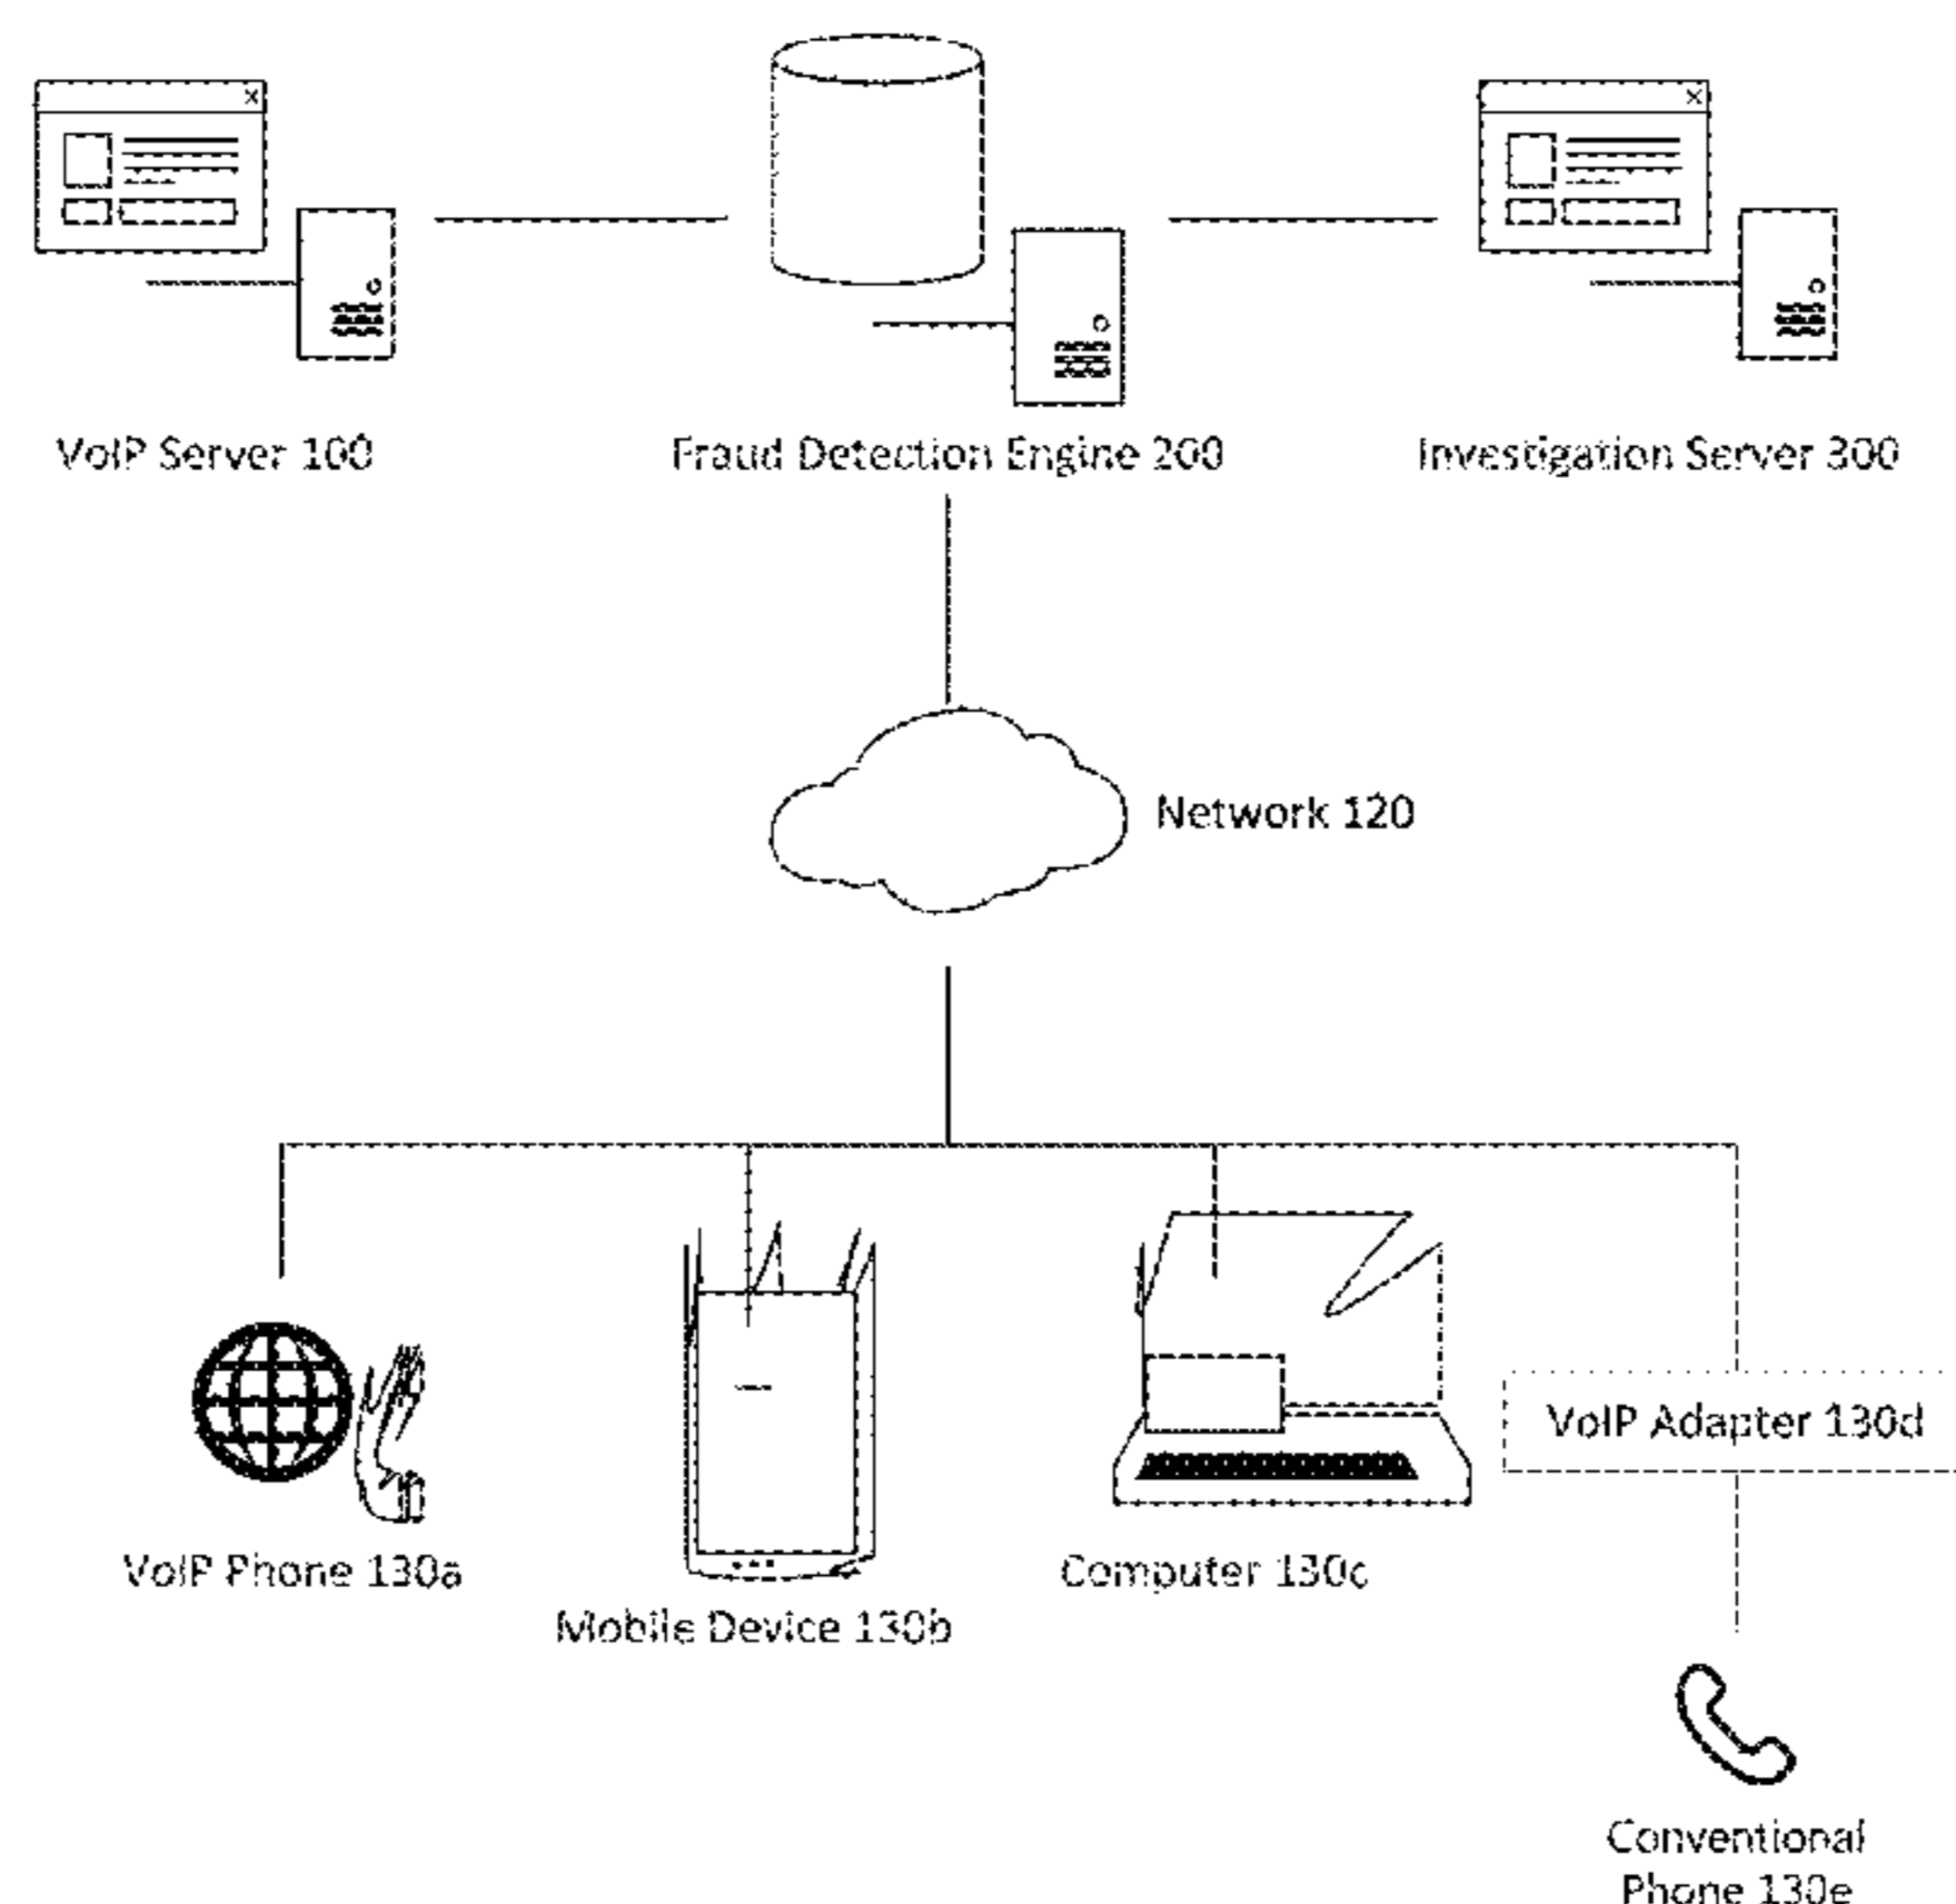 VoIP Server 100
Fraud Detection Engine 200
Investigation Server 300
Network 120
VoIP Adapter 130d
VoIP Phone 130a
Computer 130c
Mobile Device 130b
Conventional
Phone 130e